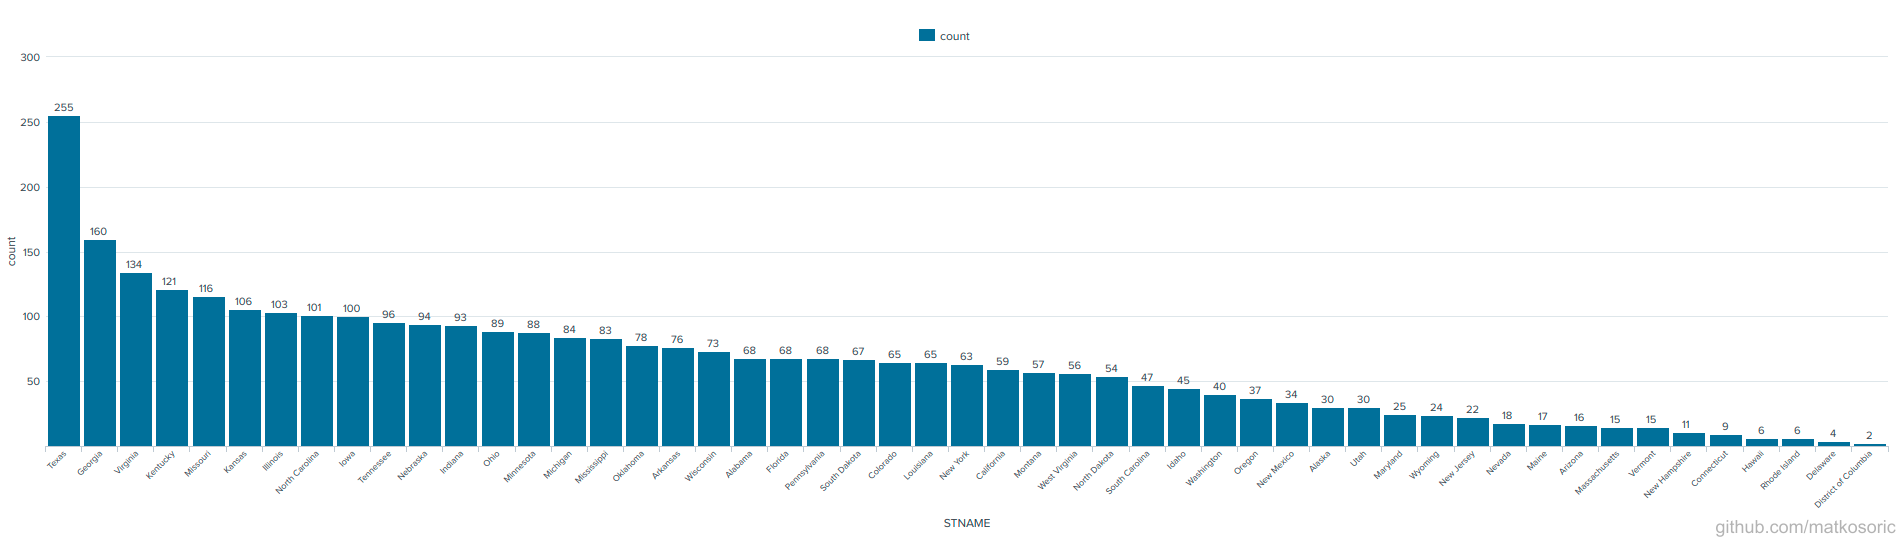 count
300
255
250
200
160
150
134
121
116
106
103
101
100
96
94
93
89
88
84
83
78
76
73
68
68
68
67
65
65
63
59
57
56
54
47
45
40
37
34
30
30
25
24
22
18
17
16
15
15
11
9
6
6
4
2
100
50
count
Texas
Georgia
Virginia
Kentucky
Missouri
Kansas
Illinois
North Carolina
Iowa
Tennessee
Nebraska
Indiana
Ohio
Minnesota
Michigan
Mississippi
Oklahoma
Arkansas
Wisconsin
Alabama
Florida
Pennsylvania
South Dakota
Colorado
Louisiana
New York
California
Montana
West Virginia
North Dakota
South Carolina
Idaho
Washington
Oregon
New Mexico
Alaska
Utah
Maryland
Wyoming
New Jersey
Nevada
Maine
Arizona
Massachusetts
Vermont
New Hampshire
Connecticut
Hawaii
Rhode Island
Delaware
District of Columbia
STNAME
github.com/matkosoric